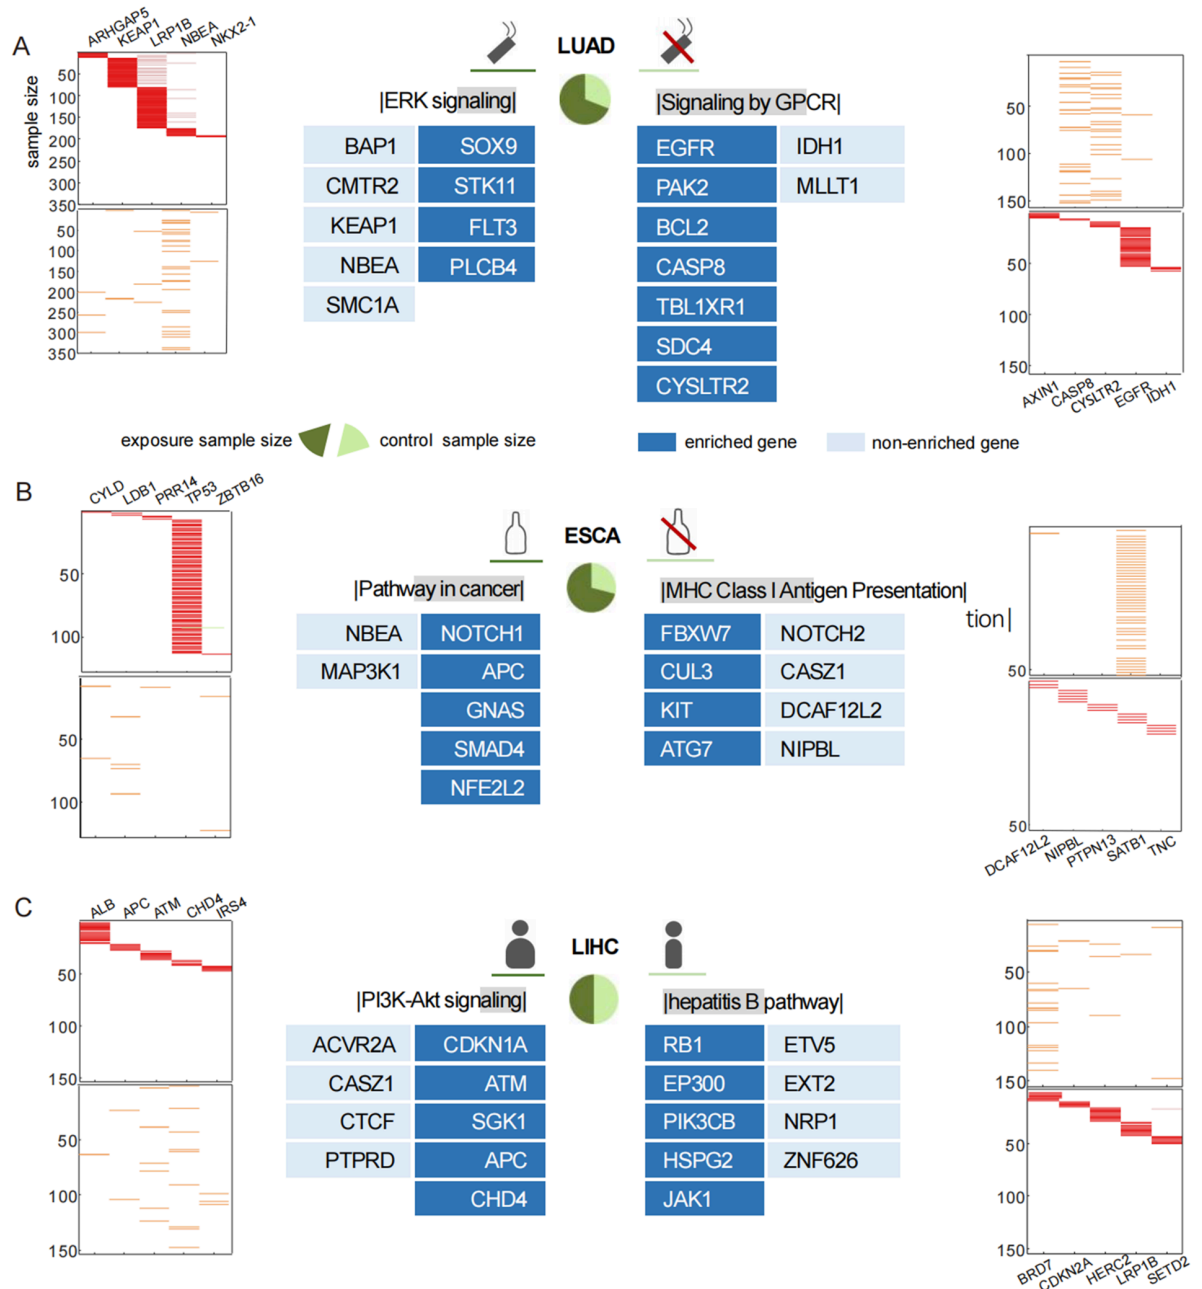 A
ARHGAP5 KEAP1 LRP1B NBEA NKX2-1
sample size
50
100
150
200
250
300
350
50
100
150
200
250
300
350
LUAD
|ERK signaling|
|Signaling by GPCR|
BAP1 SOX9
CMTR2 STK11
KEAP1 FLT3
NBEA PLCB4
SMC1A
EGFR IDH1
PAK2 MLLT1
BCL2
CASP8
TBL1XR1
SDC4
CYSLTR2
50
100
150
50
100
150
AXIN1 CASP8 CYSLTR2 EGFR IDH1
exposure sample size control sample size
enriched gene non-enriched gene
B
CYLD LDB1 PRR14 TP53 ZBTB16
50
100
50
100
ESCA
|Pathway in cancer|
|MHC Class I Antigen Presentation|
tion|
NBEA NOTCH1
MAP3K1 APC
GNAS
SMAD4
NFE2L2
FBXW7 NOTCH2
CUL3 CASZ1
KIT DCAF12L2
ATG7 NIPBL
50
50
DCAF12L2 NIPBL PTPN13 SATB1 TNC
C
ALB APC ATM CHD4 IRS4
50
100
150
50
100
150
LIHC
|PI3K-Akt signaling|
|hepatitis B pathway|
ACVR2A CDKN1A
CASZ1 ATM
CTCF SGK1
PTPRD APC
CHD4
RB1 ETV5
EP300 EXT2
PIK3CB NRP1
HSPG2 ZNF626
JAK1
50
100
150
50
100
150
BRD7 CDKN2A HERC2 LRP1B SETD2